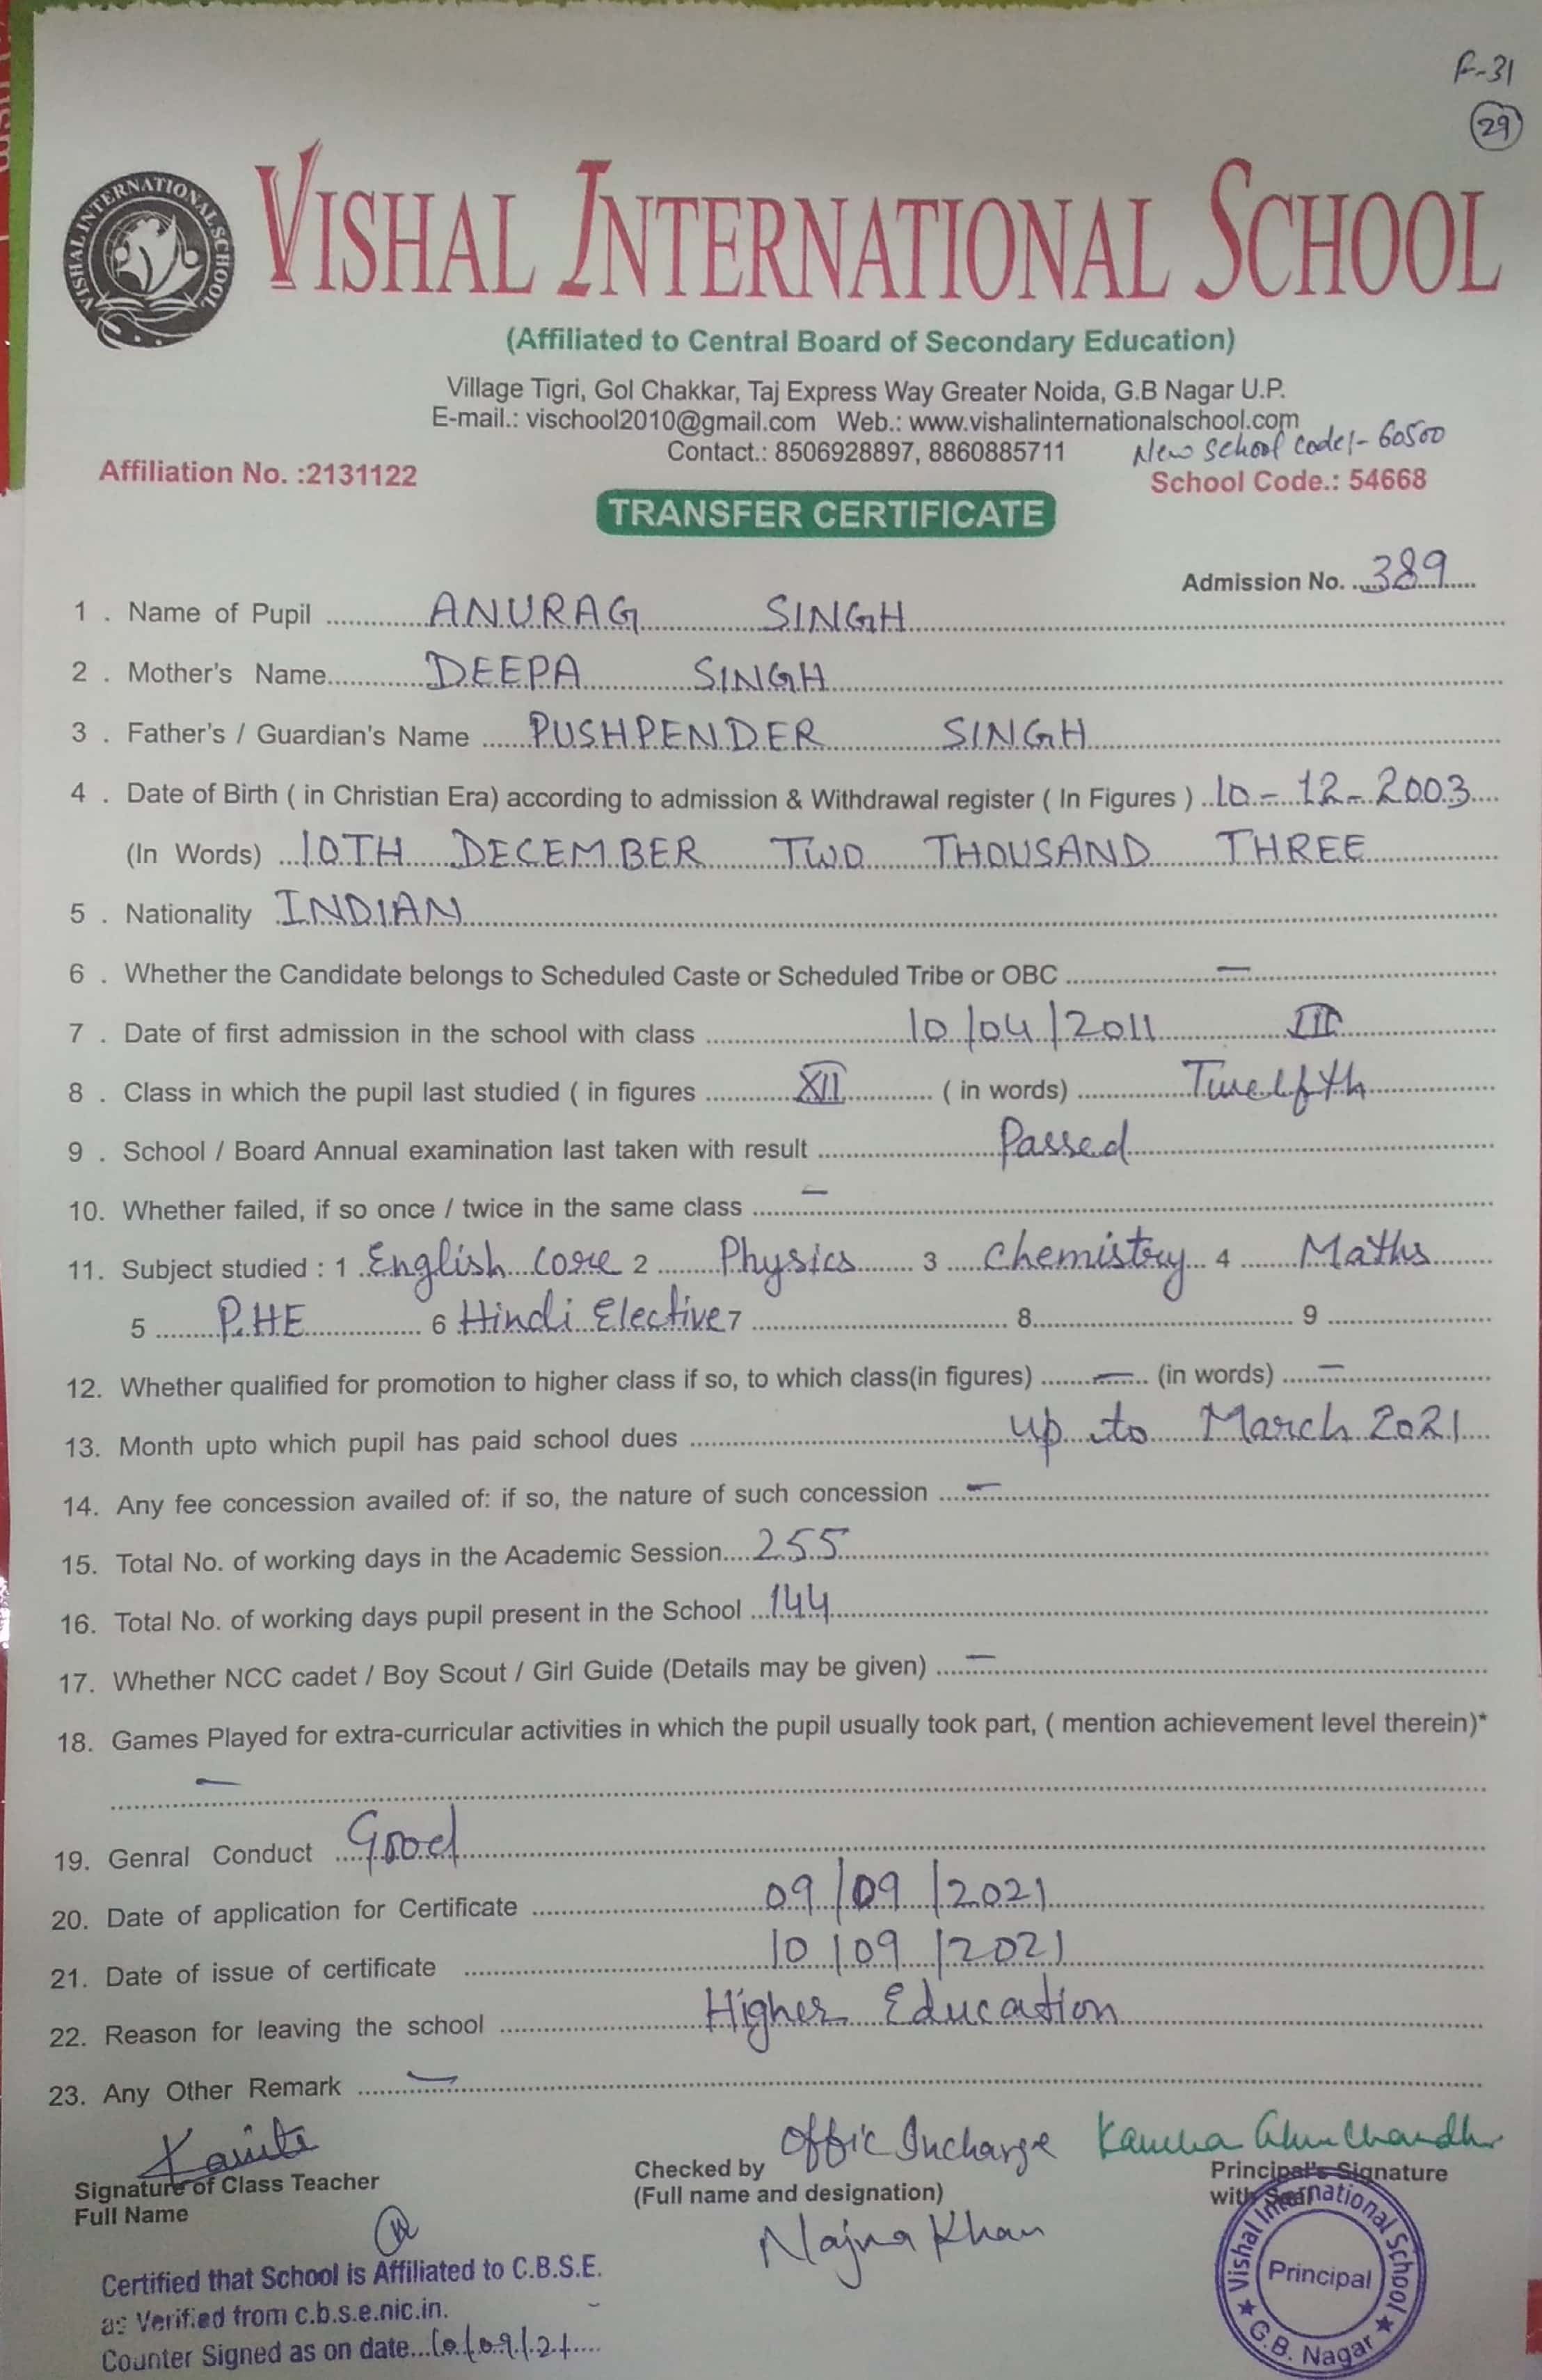 F-31
29
VISHAL INTERNATIONAL SCHOOL
VISHAL INTERNATIONAL SCHOOL
(Affiliated to Central Board of Secondary Education)
Village Tigri, Gol Chakkar, Taj Express Way Greater Noida, G.B Nagar U.P.
E-mail.: vischool2010@gmail.com Web.: www.vishalinternationalschool.com
Contact.: 8506928897, 8860885711 New school code:- 60500
Affiliation No. :2131122 School Code.: 54668
TRANSFER CERTIFICATE
Admission No. 389
1 . Name of Pupil ANURAG SINGH
2 . Mother's Name DEEPA SINGH
3 . Father's / Guardian's Name PUSHPENDER SINGH
4 . Date of Birth ( in Christian Era) according to admission & Withdrawal register ( In Figures ) 10-12-2003
(In Words) 10TH DECEMBER TWO THOUSAND THREE
5 . Nationality INDIAN
6 . Whether the Candidate belongs to Scheduled Caste or Scheduled Tribe or OBC —
7 . Date of first admission in the school with class 10/04/2011 III
8 . Class in which the pupil last studied ( in figures XII ( in words) Twelfth
9 . School / Board Annual examination last taken with result Passed
10. Whether failed, if so once / twice in the same class —
11. Subject studied : 1 English Core 2 Physics 3 Chemistry 4 Maths
5 P.HE 6 Hindi Elective 7 8 9
12. Whether qualified for promotion to higher class if so, to which class(in figures) — (in words) —
13. Month upto which pupil has paid school dues up to March 2021
14. Any fee concession availed of: if so, the nature of such concession —
15. Total No. of working days in the Academic Session 255
16. Total No. of working days pupil present in the School 144
17. Whether NCC cadet / Boy Scout / Girl Guide (Details may be given) —
18. Games Played for extra-curricular activities in which the pupil usually took part, ( mention achievement level therein)*
—
19. Genral Conduct Good
20. Date of application for Certificate 09/09/2021
21. Date of issue of certificate 10/09/2021
22. Reason for leaving the school Higher Education
23. Any Other Remark —
Offic Incharge
Signature of Class Teacher Checked by Principal's Signature
Full Name (Full name and designation) with Seal
Najna Khan
Certified that School is Affiliated to C.B.S.E.
as Verified from c.b.s.e.nic.in.
Counter Signed as on date...10/09/21....
Vishal International School
Principal
G.B. Nagar